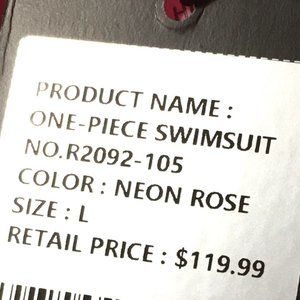 PRODUCT NAME :
ONE-PIECE SWIMSUIT
NO.R2092-105
COLOR : NEON ROSE
SIZE : L
RETAIL PRICE : $119.99